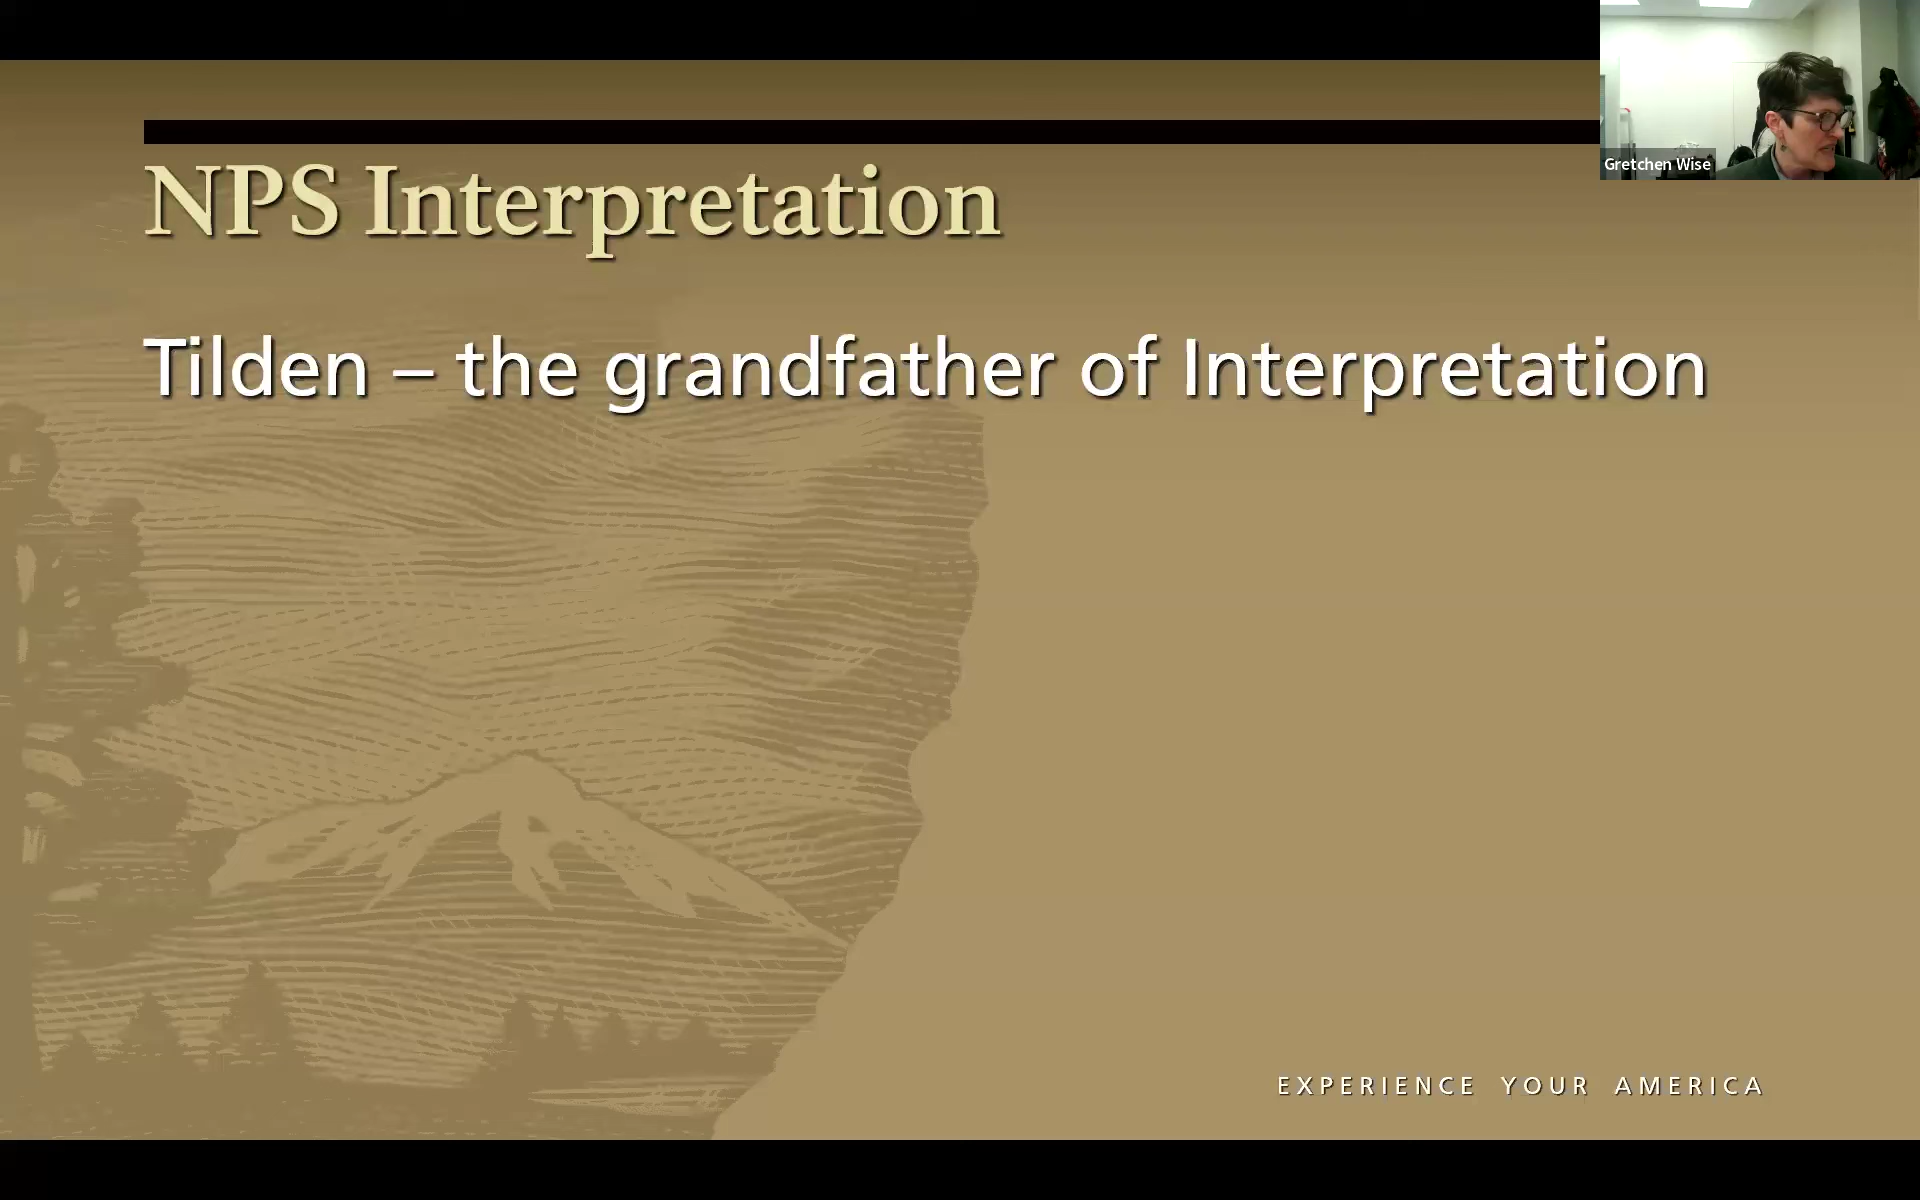 Gretchen Wise
NPS Interpretation
Tilden – the grandfather of Interpretation
EXPERIENCE YOUR AMERICA